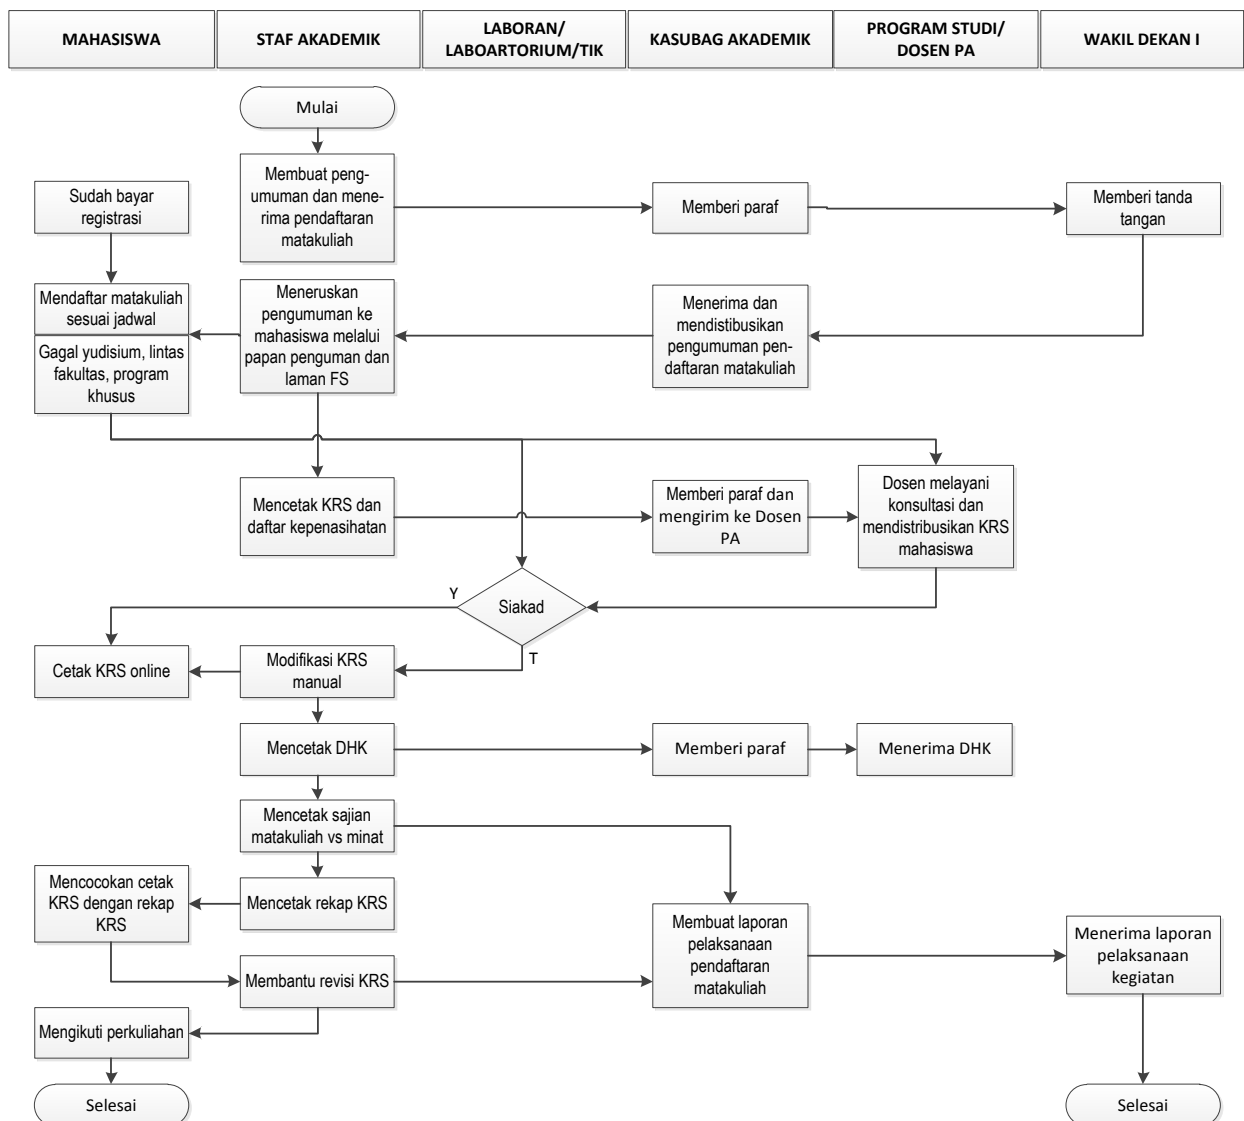 MAHASISWA
STAF AKADEMIK
LABORAN/
LABOARTORIUM/TIK
KASUBAG AKADEMIK
PROGRAM STUDI/
DOSEN PA
WAKIL DEKAN I
Mulai
Sudah bayar
registrasi
Membuat peng-
umuman dan mene-
rima pendaftaran
matakuliah
Memberi paraf
Memberi tanda
tangan
Mendaftar matakuliah
sesuai jadwal
Gagal yudisium, lintas
fakultas, program
khusus
Meneruskan
pengumuman ke
mahasiswa melalui
papan penguman dan
laman FS
Menerima dan
mendistibusikan
pengumuman pen-
daftaran matakuliah
Mencetak KRS dan
daftar kepenasihatan
Memberi paraf dan
mengirim ke Dosen
PA
Dosen melayani
konsultasi dan
mendistribusikan KRS
mahasiswa
Y
Siakad
T
Cetak KRS online
Modifikasi KRS
manual
Mencetak DHK
Memberi paraf
Menerima DHK
Mencetak sajian
matakuliah vs minat
Mencocokan cetak
KRS dengan rekap
KRS
Mencetak rekap KRS
Membuat laporan
pelaksanaan
pendaftaran
matakuliah
Menerima laporan
pelaksanaan
kegiatan
Membantu revisi KRS
Mengikuti perkuliahan
Selesai
Selesai